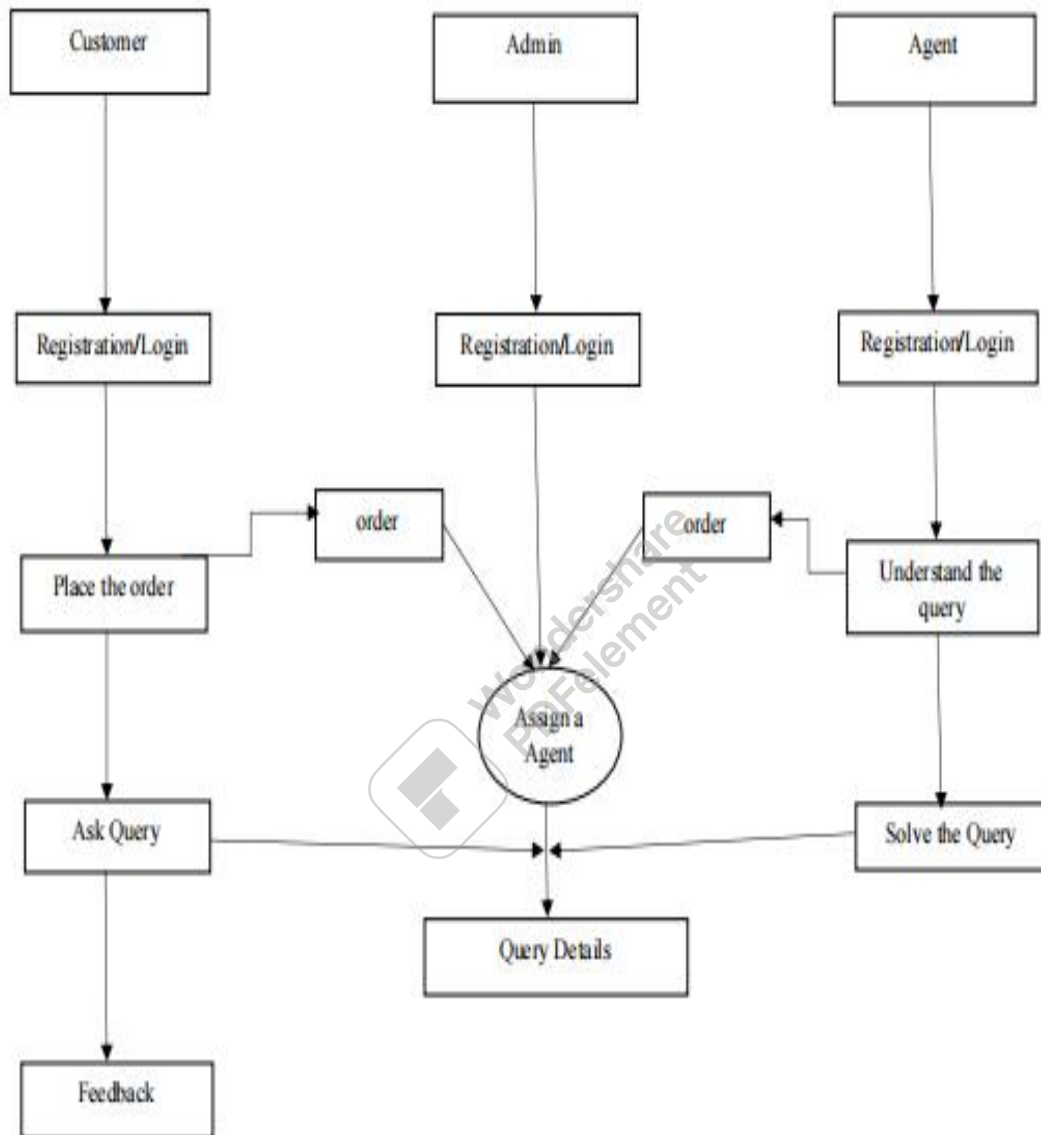 Customer
Admin
Agent
Registration/Login
Registration/Login
Registration/Login
order
order
Place the order
Understand the
query
Assign a
Agent
Ask Query
Solve the Query
Query Details
Feedback
Wondershare
PDFelement